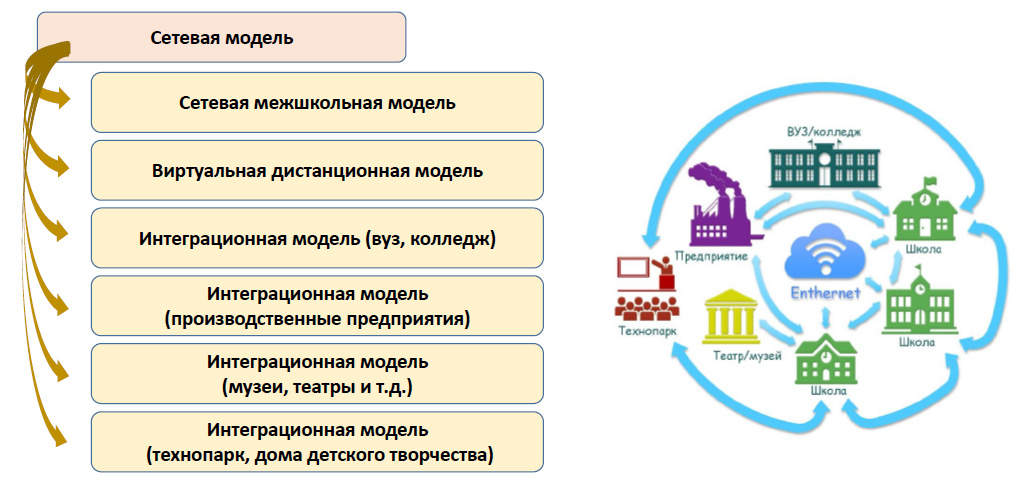 Сетевая модель
Сетевая межшкольная модель
Виртуальная дистанционная модель
Интеграционная модель (вуз, колледж)
Интеграционная модель
(производственные предприятия)
Интеграционная модель
(музеи, театры и т.д.)
Интеграционная модель
(технопарк, дома детского творчества)
ВУЗ/колледж
Предприятие
Школа
Enthernet
Технопарк
Школа
Театр/музей
Школа